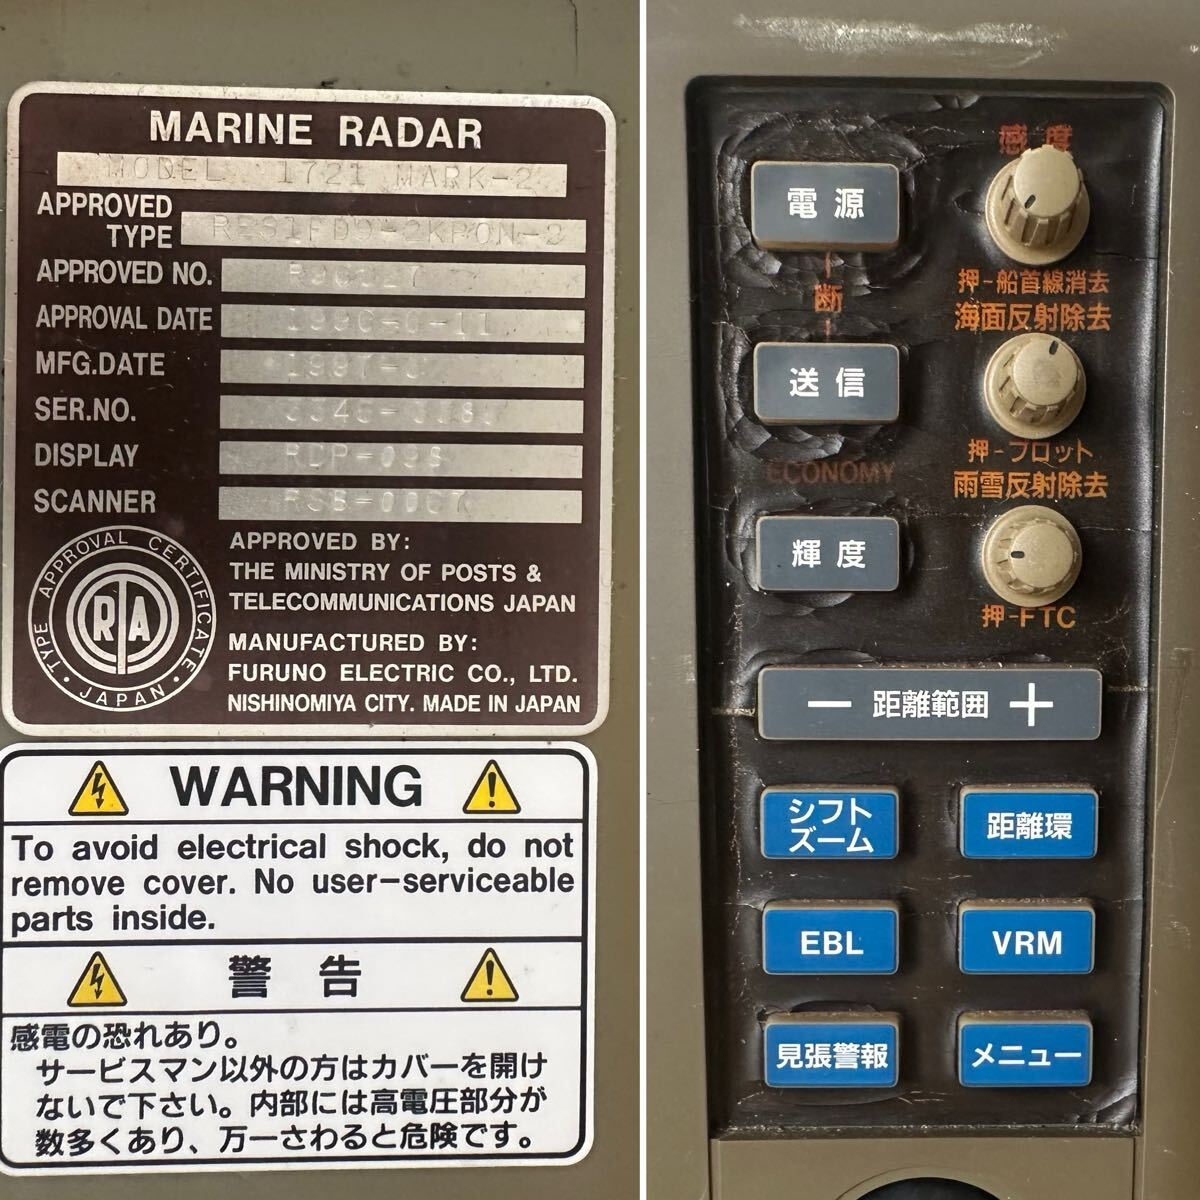 MARINE RADAR
MODEL 1721 MARK-2
APPROVED
TYPE
APPROVED NO.
APPROVAL DATE
MFG.DATE
SER.NO.
DISPLAY RDP-098
SCANNER
TYPE APPROVAL CERTIFICATE
RTA
JAPAN
APPROVED BY:
THE MINISTRY OF POSTS &
TELECOMMUNICATIONS JAPAN
MANUFACTURED BY:
FURUNO ELECTRIC CO., LTD.
NISHINOMIYA CITY. MADE IN JAPAN
WARNING
To avoid electrical shock, do not
remove cover. No user-serviceable
parts inside.
警告
感電の恐れあり。
サービスマン以外の方はカバーを開け
ないで下さい。内部には高電圧部分が
数多くあり、万一さわると危険です。
感度
電源
押-船首線消去
断
海面反射除去
送信
押-プロット
ECONOMY
雨雪反射除去
輝度
押-FTC
- 距離範囲 +
シフト
ズーム
距離環
EBL
VRM
見張警報
メニュー